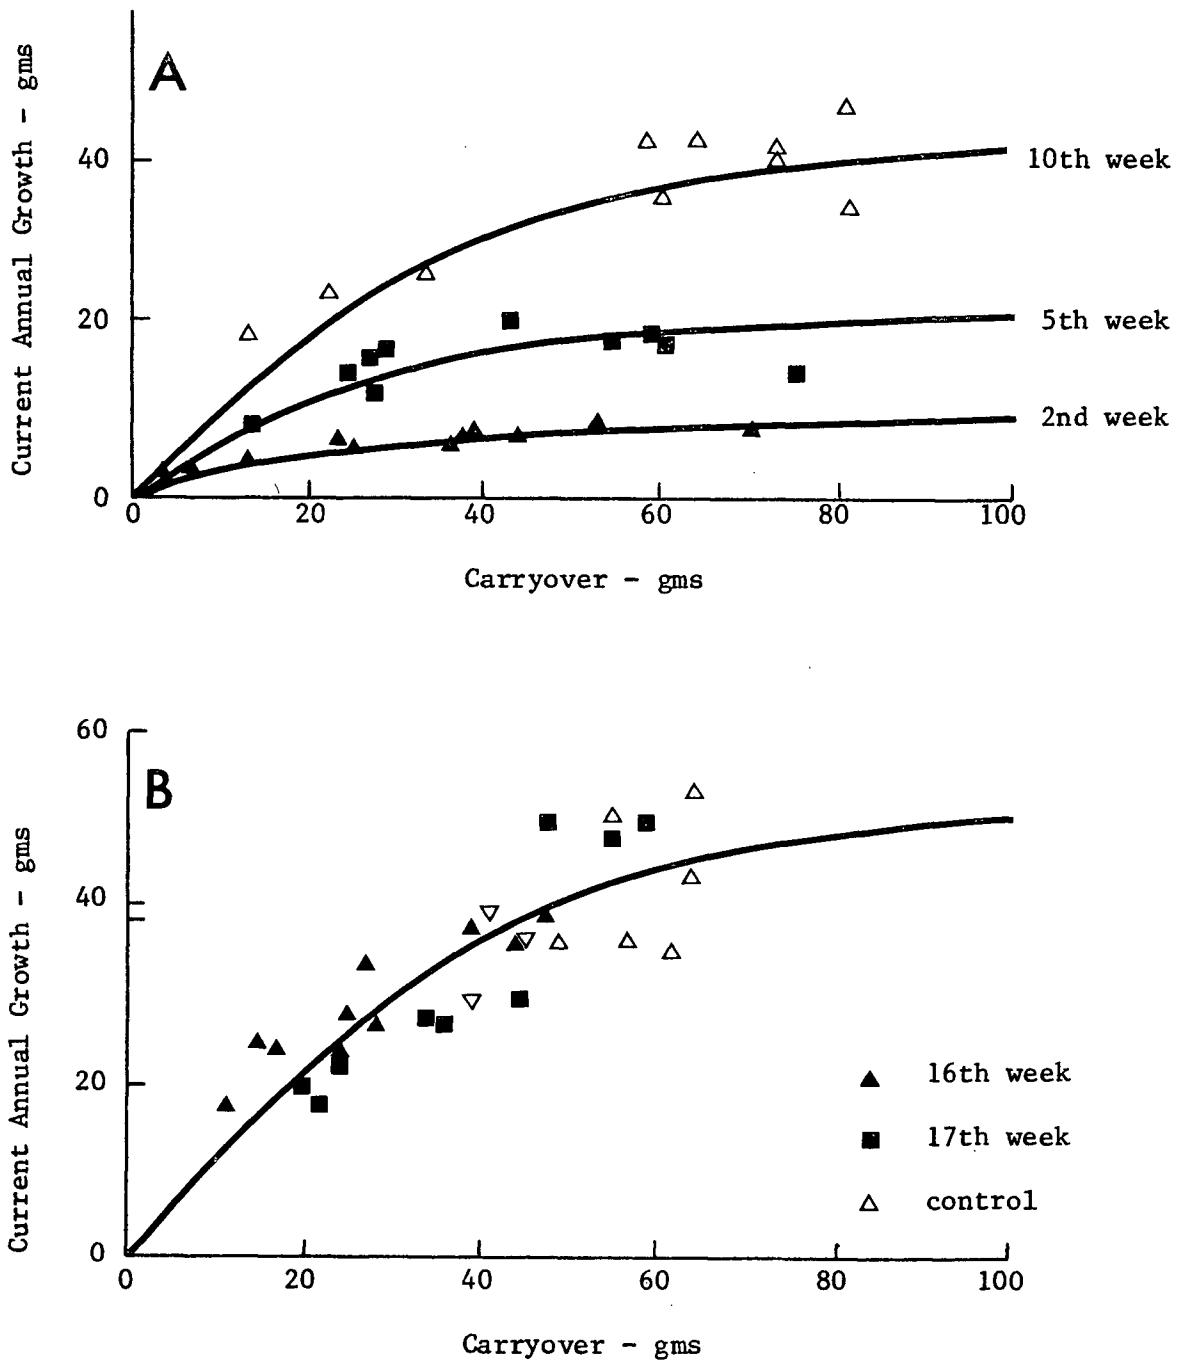 A
Current Annual Growth - gms
40
20
0
10th week
5th week
2nd week
0 20 40 60 80 100
Carryover - gms
60
B
Current Annual Growth - gms
40
20
0
16th week
17th week
control
0 20 40 60 80 100
Carryover - gms